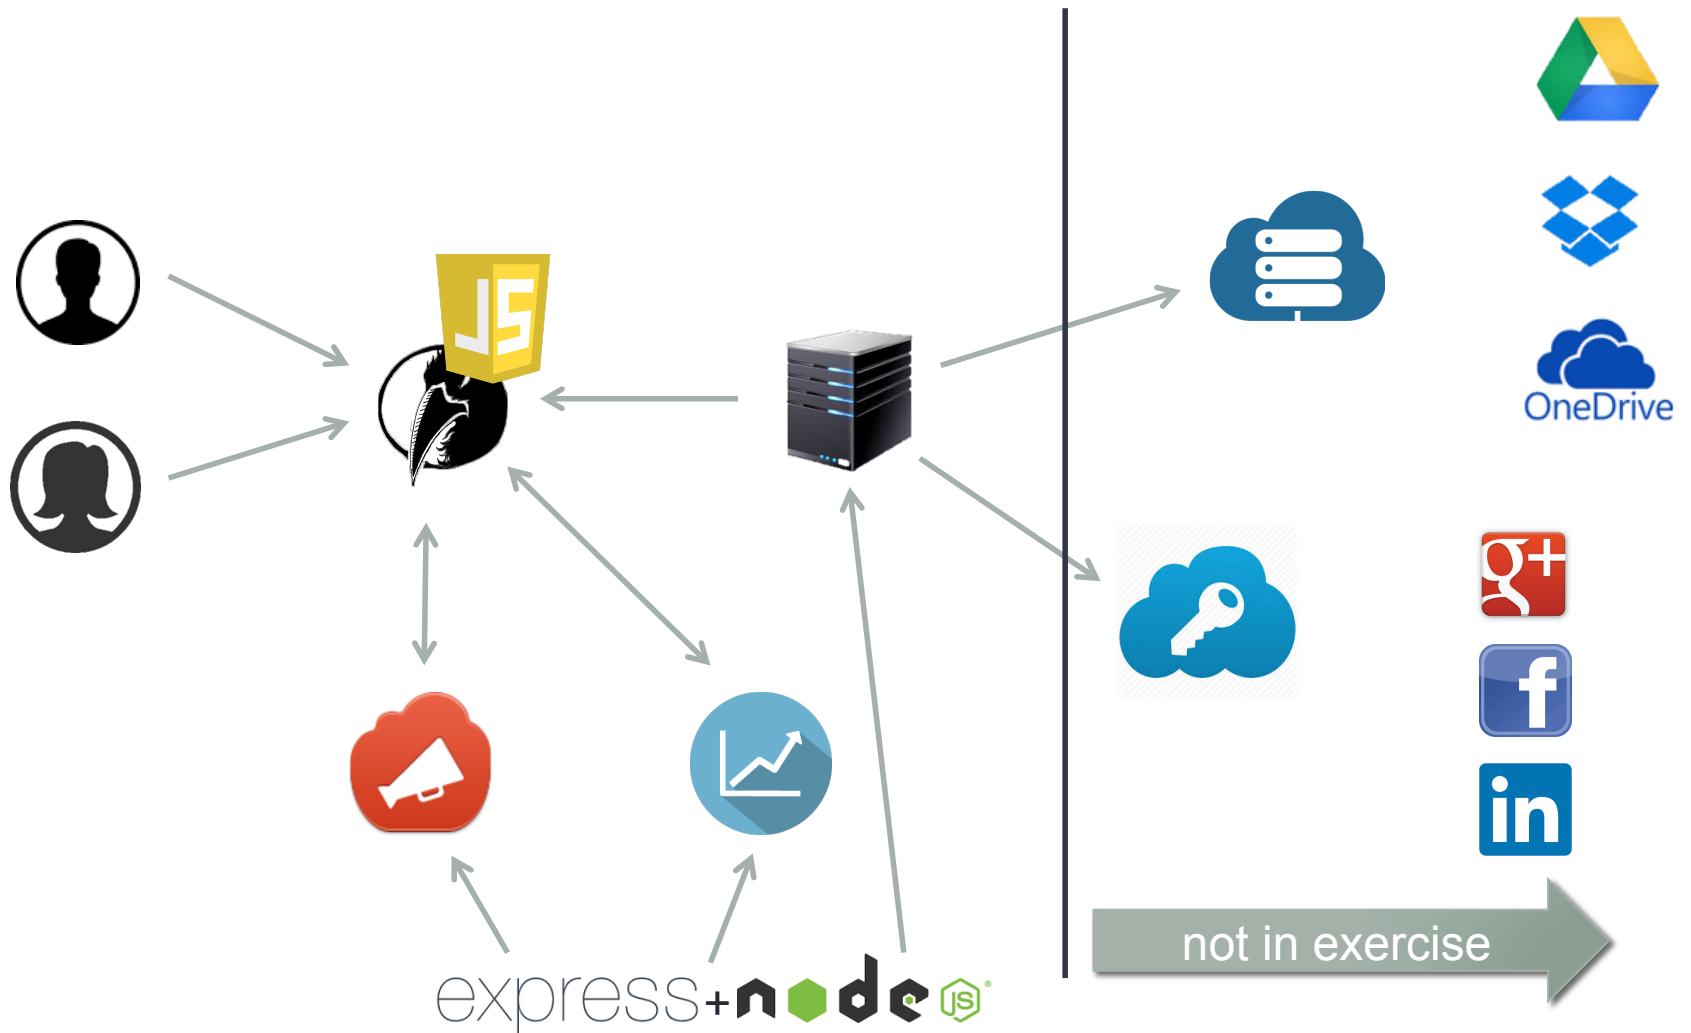 JS
OneDrive
g+
f
in
not in exercise
express+node
JS®